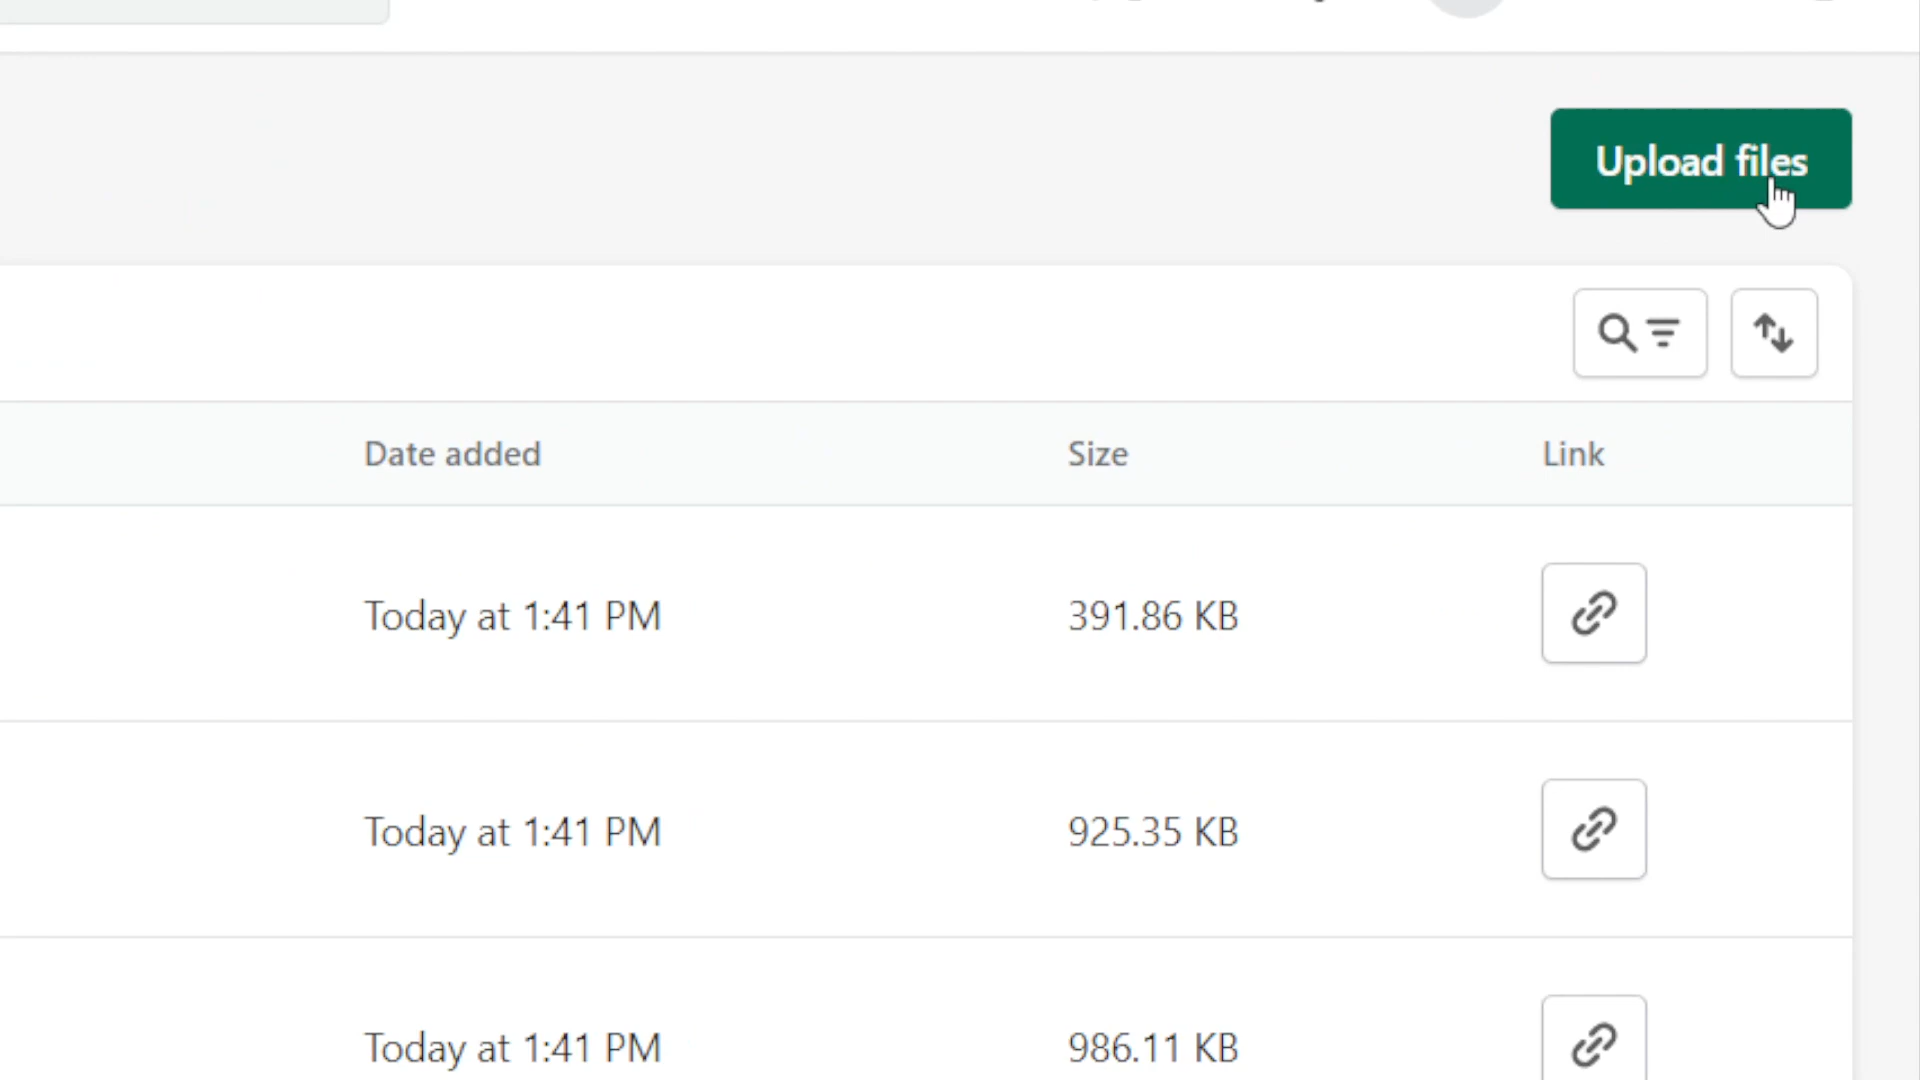 Upload files
Date added Size Link
Today at 1:41 PM 391.86 KB
Today at 1:41 PM 925.35 KB
Today at 1:41 PM 986.11 KB